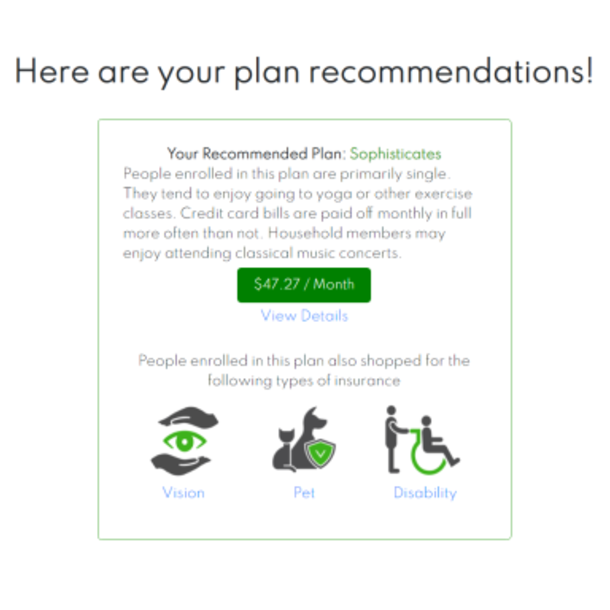 Here are your plan recommendations!
Your Recommended Plan: Sophisticates
People enrolled in this plan are primarily single.
They tend to enjoy going to yoga or other exercise
classes. Credit card bills are paid off monthly in full
more often than not. Household members may
enjoy attending classical music concerts.
$47.27 / Month
View Details
People enrolled in this plan also shopped for the
following types of insurance
Vision Pet Disability